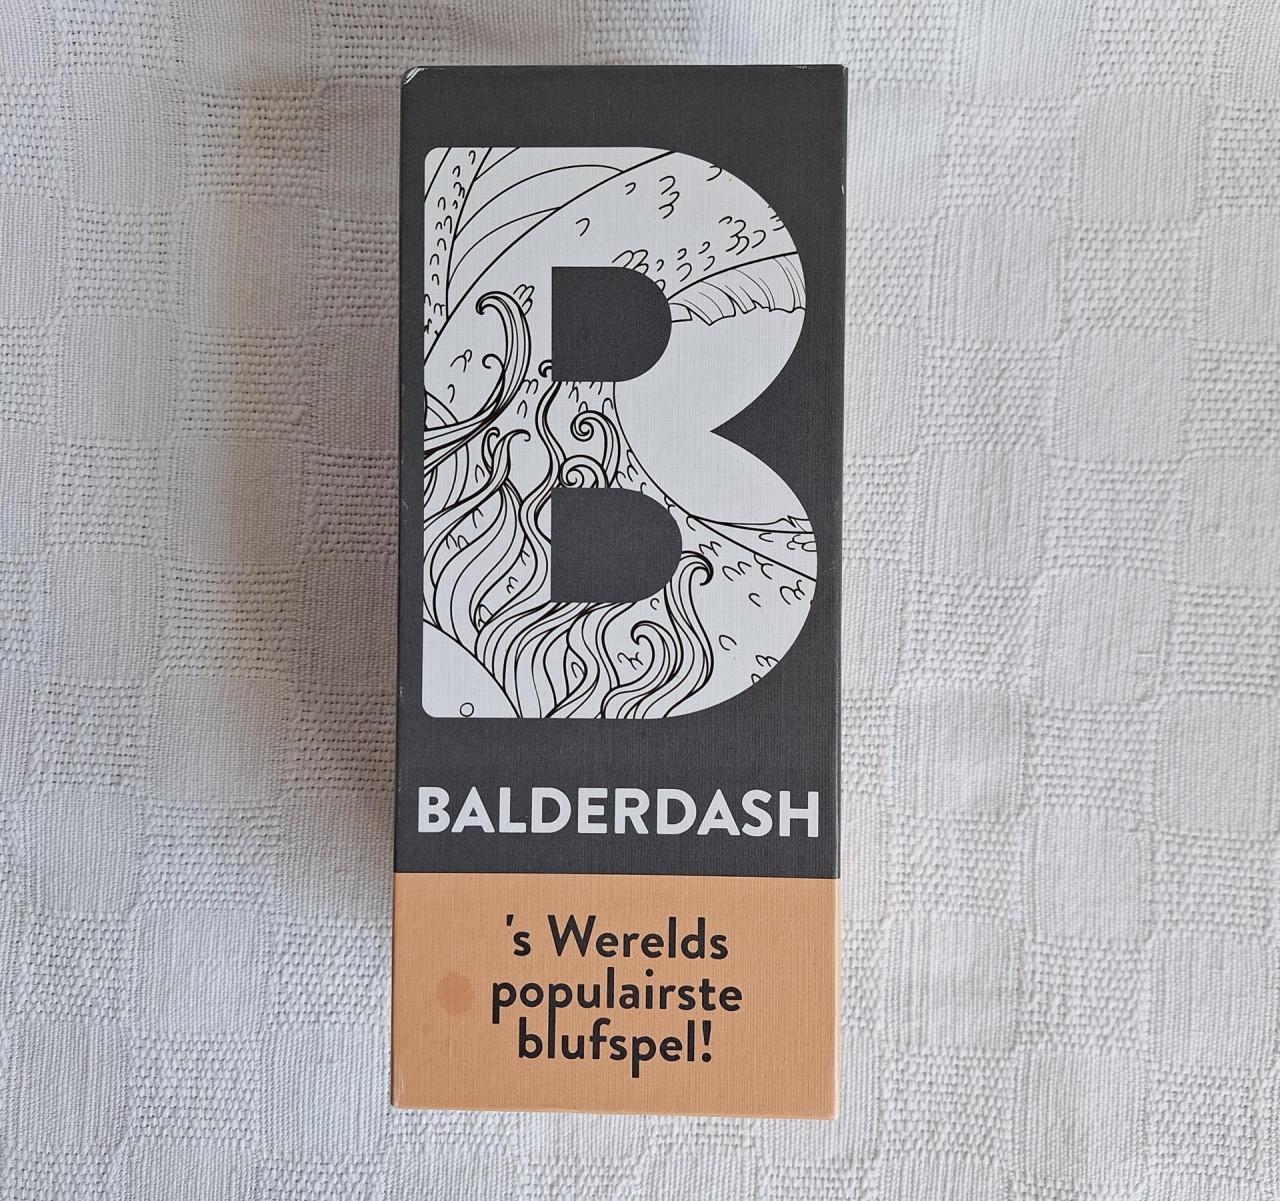 B
BALDERDASH
's Werelds
populairste
blufspel!